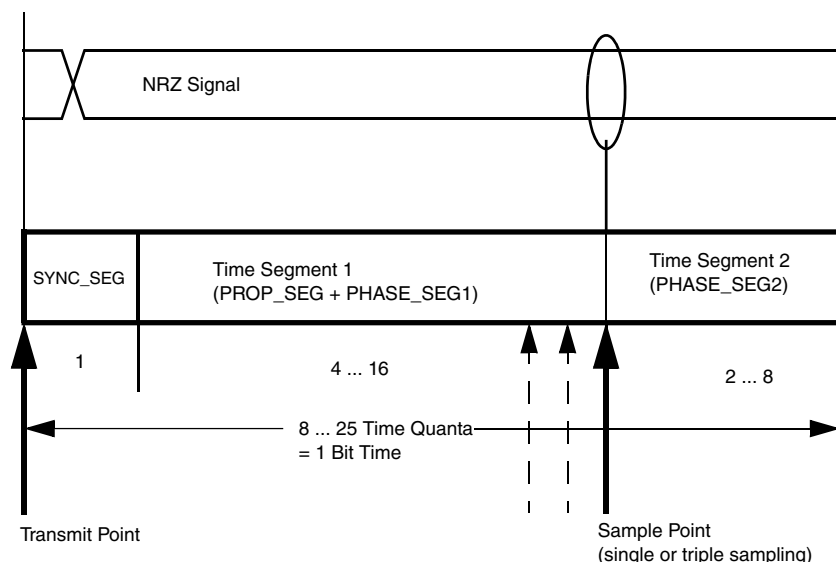 NRZ Signal
SYNC_SEG
Time Segment 1
(PROP_SEG + PHASE_SEG1)
Time Segment 2
(PHASE_SEG2)
1
4 ... 16
2 ... 8
8 ... 25 Time Quanta
= 1 Bit Time
Transmit Point
Sample Point
(single or triple sampling)